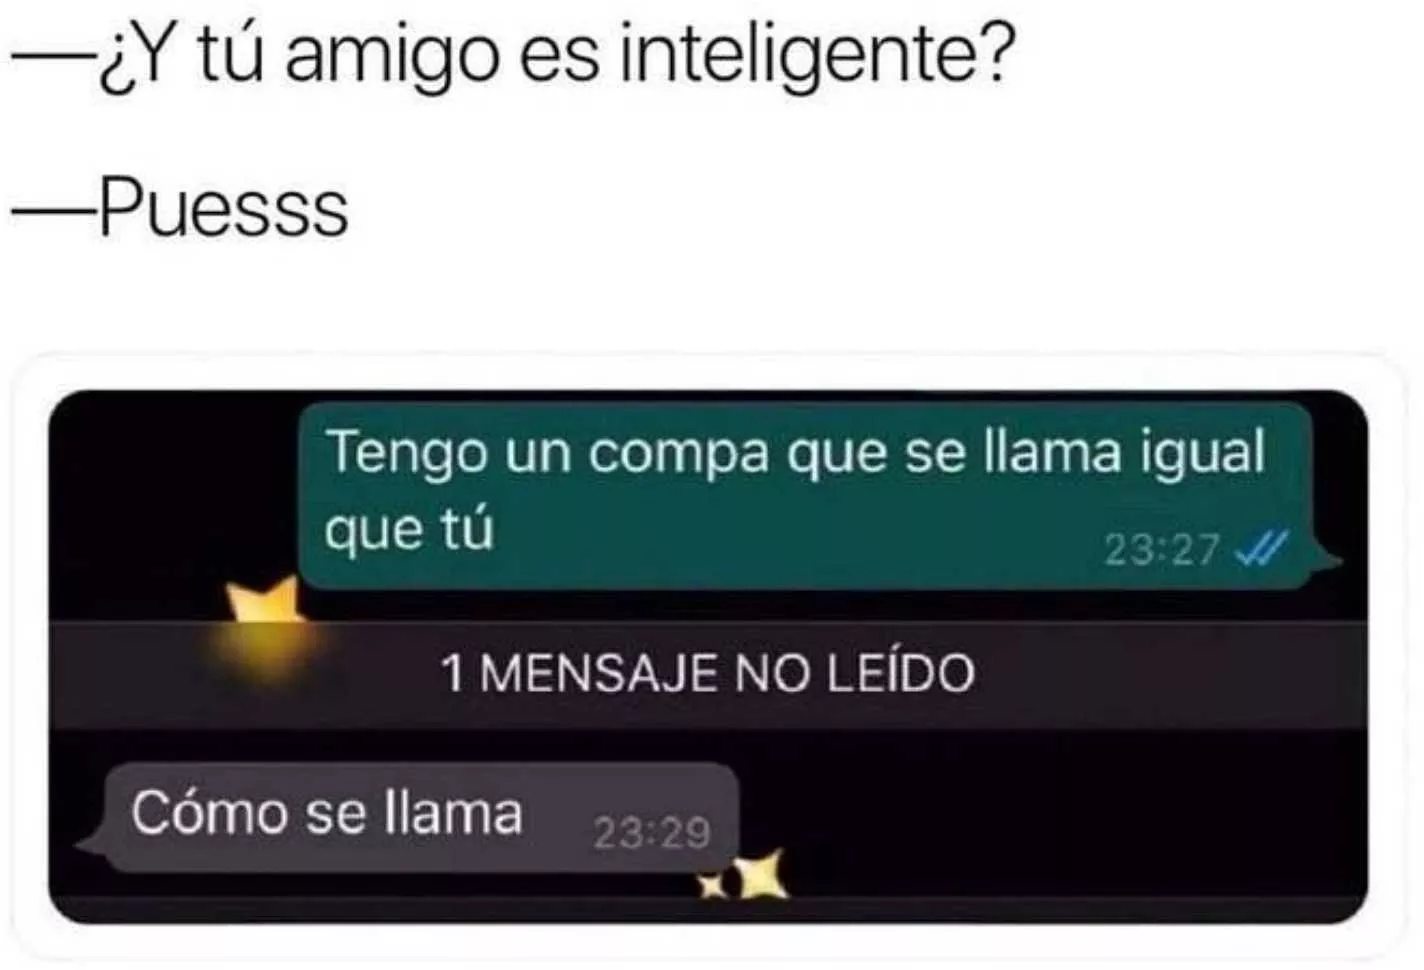 —¿Y tú amigo es inteligente?
—Puesss
Tengo un compa que se llama igual
que tú
23:27
1 MENSAJE NO LEÍDO
Cómo se llama
23:29